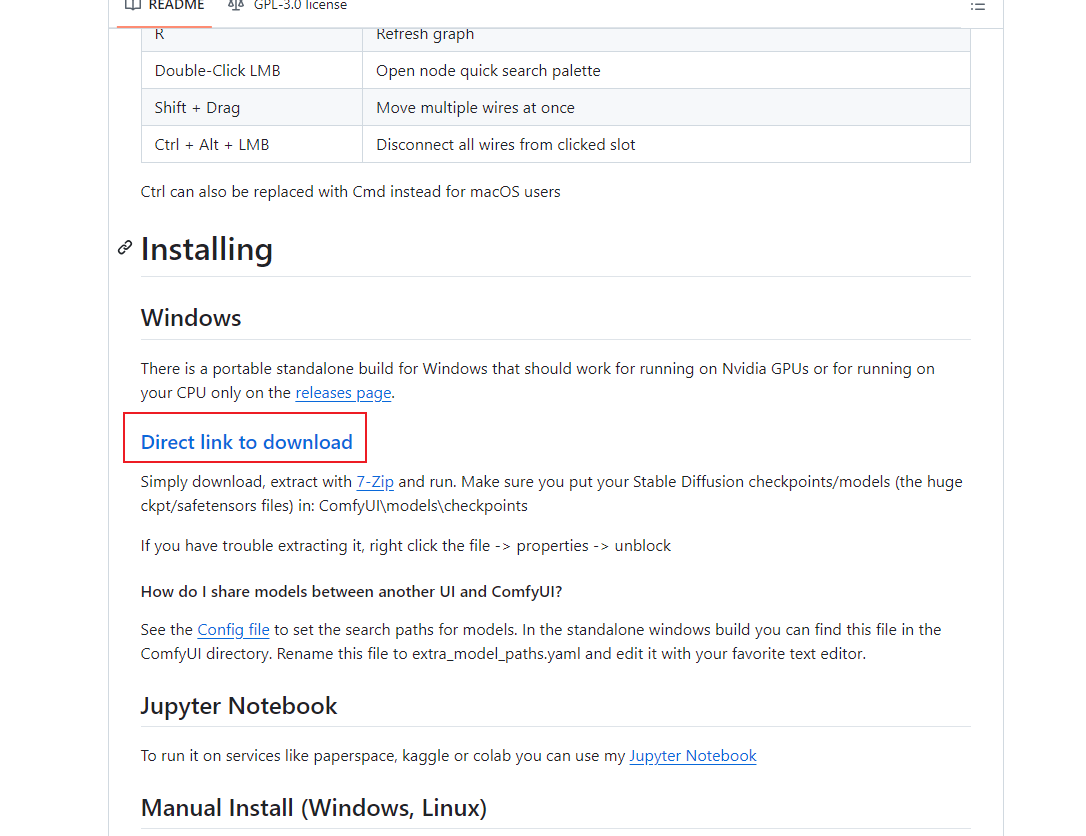 README GPL-3.0 license
R Refresh graph
Double-Click LMB Open node quick search palette
Shift + Drag Move multiple wires at once
Ctrl + Alt + LMB Disconnect all wires from clicked slot
Ctrl can also be replaced with Cmd instead for macOS users
Installing
Windows
There is a portable standalone build for Windows that should work for running on Nvidia GPUs or for running on
your CPU only on the releases page.
Direct link to download
Simply download, extract with 7-Zip and run. Make sure you put your Stable Diffusion checkpoints/models (the huge
ckpt/safetensors files) in: ComfyUI\models\checkpoints
If you have trouble extracting it, right click the file -> properties -> unblock
How do I share models between another UI and ComfyUI?
See the Config file to set the search paths for models. In the standalone windows build you can find this file in the
ComfyUI directory. Rename this file to extra_model_paths.yaml and edit it with your favorite text editor.
Jupyter Notebook
To run it on services like paperspace, kaggle or colab you can use my Jupyter Notebook
Manual Install (Windows, Linux)